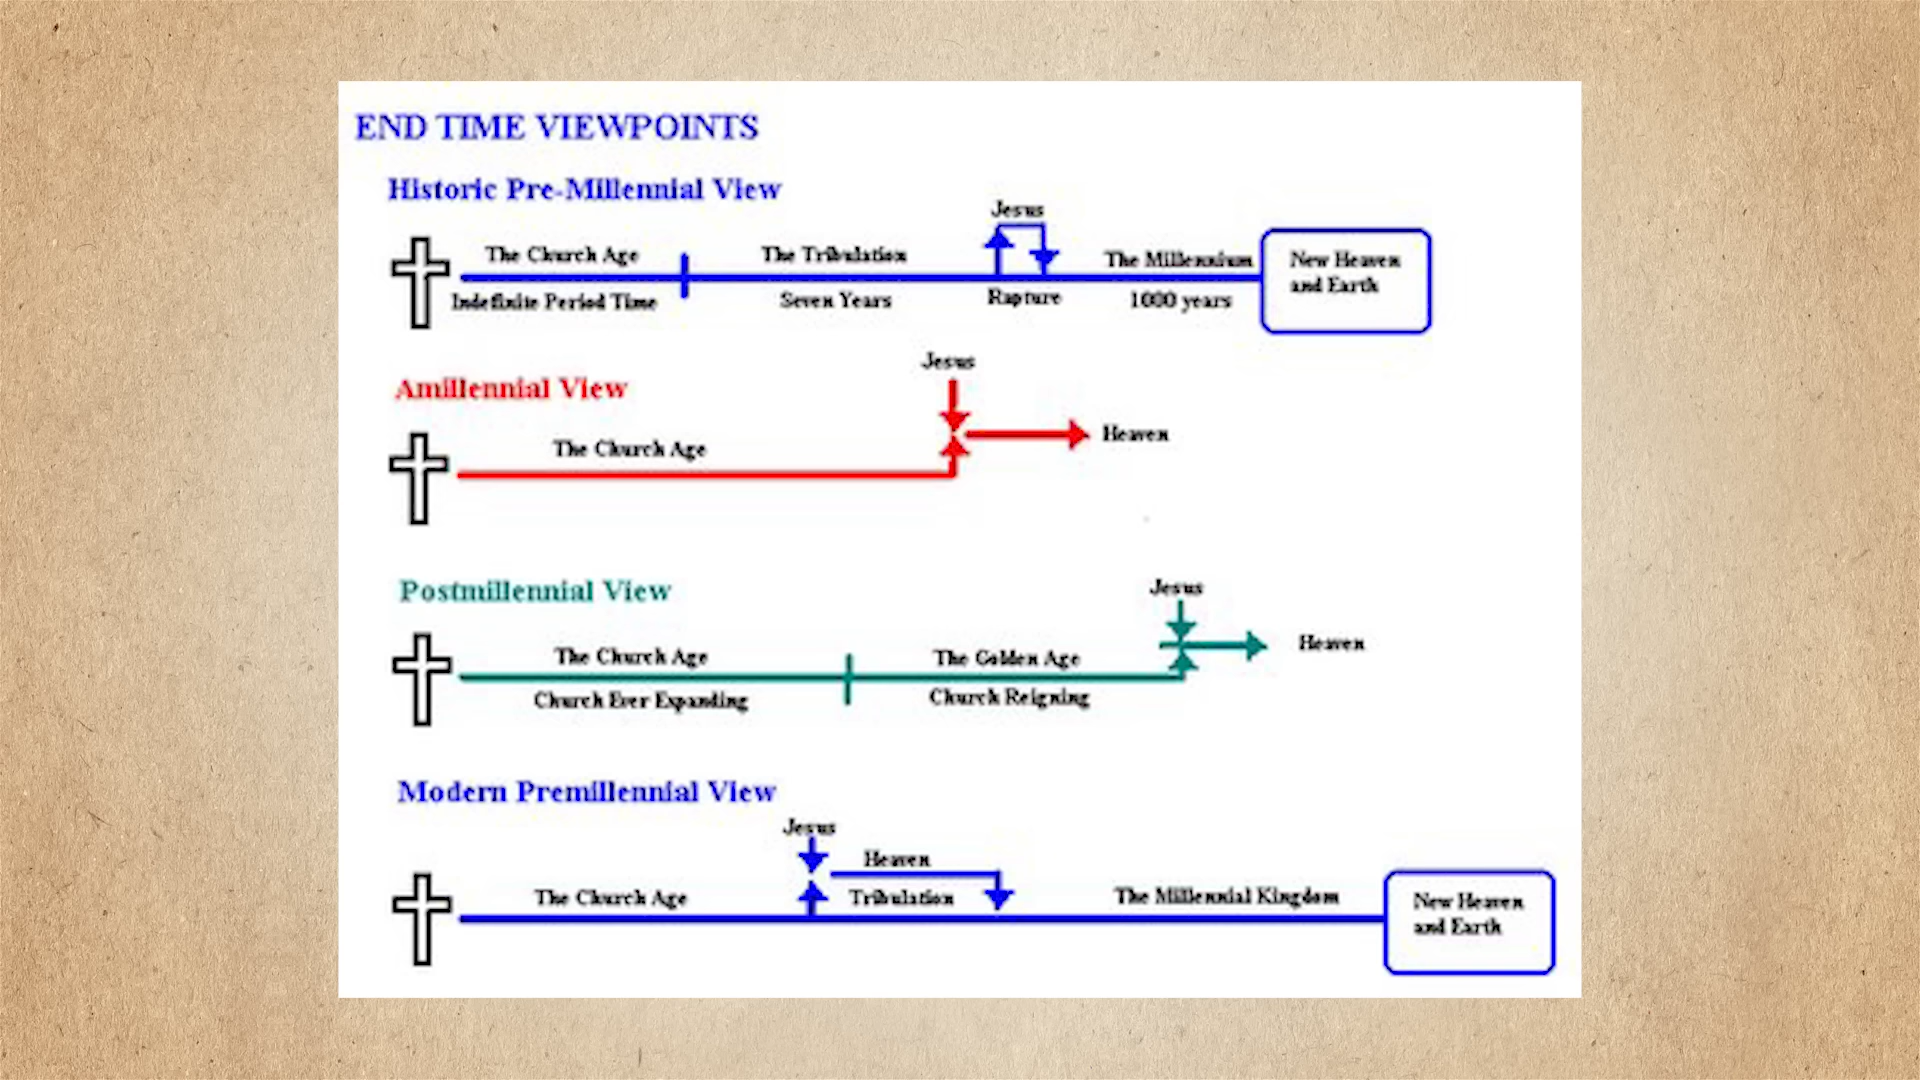 END TIME VIEWPOINTS
Historic Pre-Millennial View
Jesus
The Church Age
The Tribulation
The Millennium
New Heaven
and Earth
Indefinite Period Time
Seven Years
Rapture
1000 years
Jesus
Amillennial View
The Church Age
Heaven
Postmillennial View
Jesus
The Church Age
The Golden Age
Heaven
Church Ever Expanding
Church Reigning
Modern Premillennial View
Jesus
Heaven
The Church Age
Tribulation
The Millennial Kingdom
New Heaven
and Earth